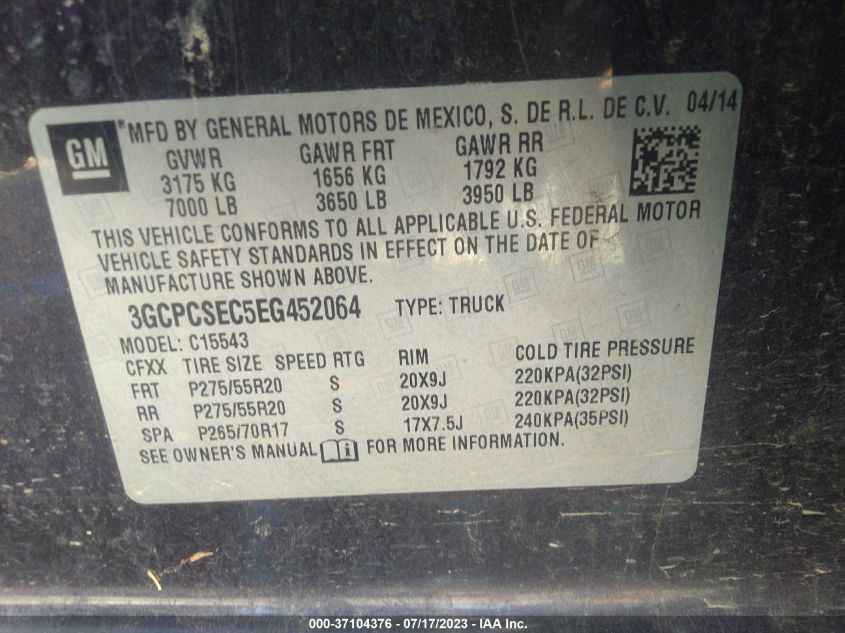 GM ® MFD BY GENERAL MOTORS DE MEXICO, S. DE R.L. DE C.V. 04/14
GVWR GAWR FRT GAWR RR
3175 KG 1656 KG 1792 KG
7000 LB 3650 LB 3950 LB
THIS VEHICLE CONFORMS TO ALL APPLICABLE U.S. FEDERAL MOTOR
VEHICLE SAFETY STANDARDS IN EFFECT ON THE DATE OF
MANUFACTURE SHOWN ABOVE.
3GCPCSEC5EG452064 TYPE: TRUCK
MODEL: C15543
CFXX TIRE SIZE SPEED RTG RIM COLD TIRE PRESSURE
FRT P275/55R20 S 20X9J 220KPA(32PSI)
RR P275/55R20 S 20X9J 220KPA(32PSI)
SPA P265/70R17 S 17X7.5J 240KPA(35PSI)
SEE OWNER'S MANUAL FOR MORE INFORMATION.
000-37104376 - 07/17/2023 - IAA Inc.